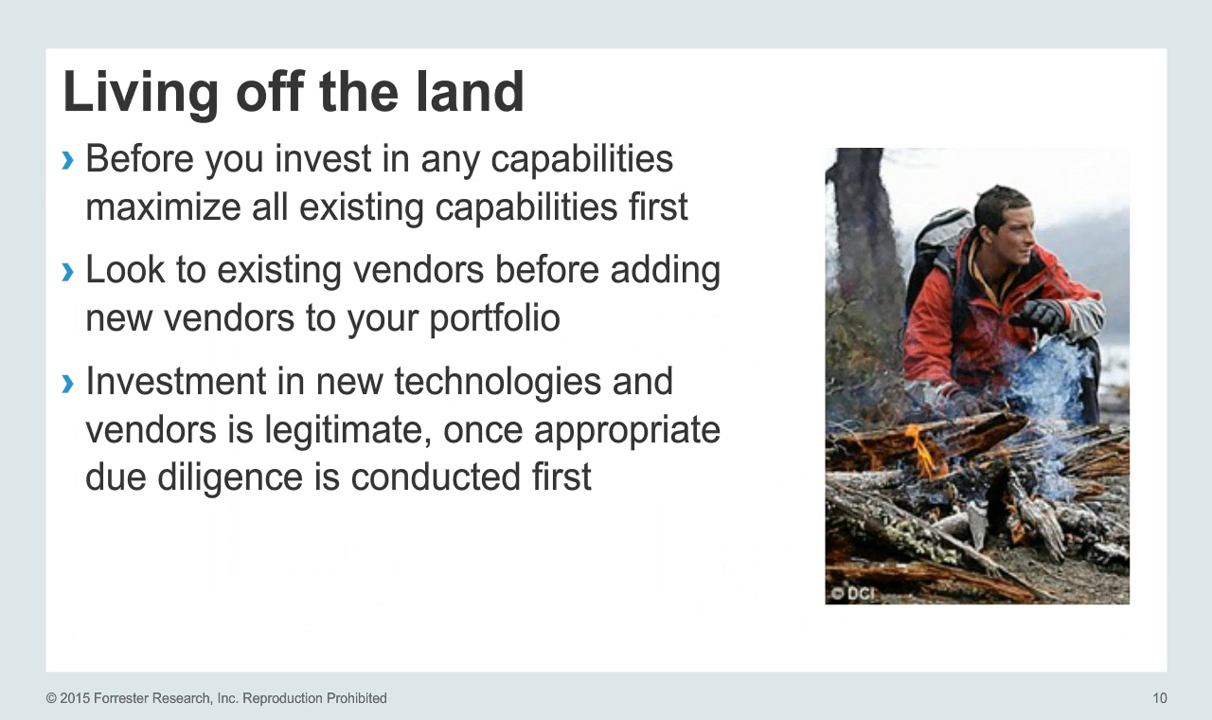 Living off the land
› Before you invest in any capabilities
maximize all existing capabilities first
› Look to existing vendors before adding
new vendors to your portfolio
› Investment in new technologies and
vendors is legitimate, once appropriate
due diligence is conducted first
© DCI
© 2015 Forrester Research, Inc. Reproduction Prohibited
10